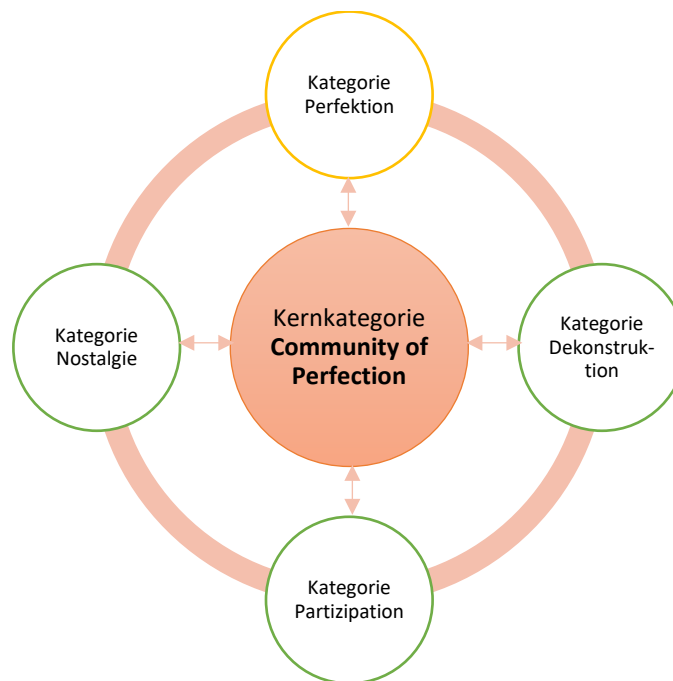 Kategorie
Perfektion
Kategorie
Nostalgie
Kernkategorie
Community of
Perfection
Kategorie
Dekonstruk-
tion
Kategorie
Partizipation